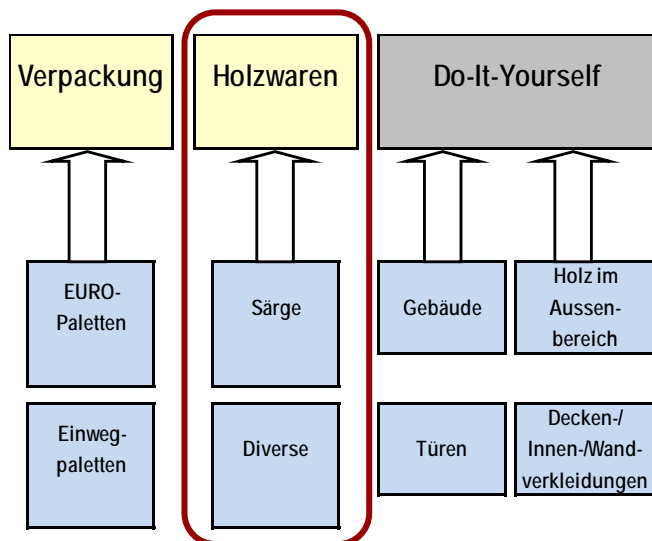 Verpackung
Holzwaren
Do-It-Yourself
EURO-
Paletten
Särge
Gebäude
Holz im
Aussen-
bereich
Einweg-
paletten
Diverse
Türen
Decken-/
Innen-/Wand-
verkleidungen